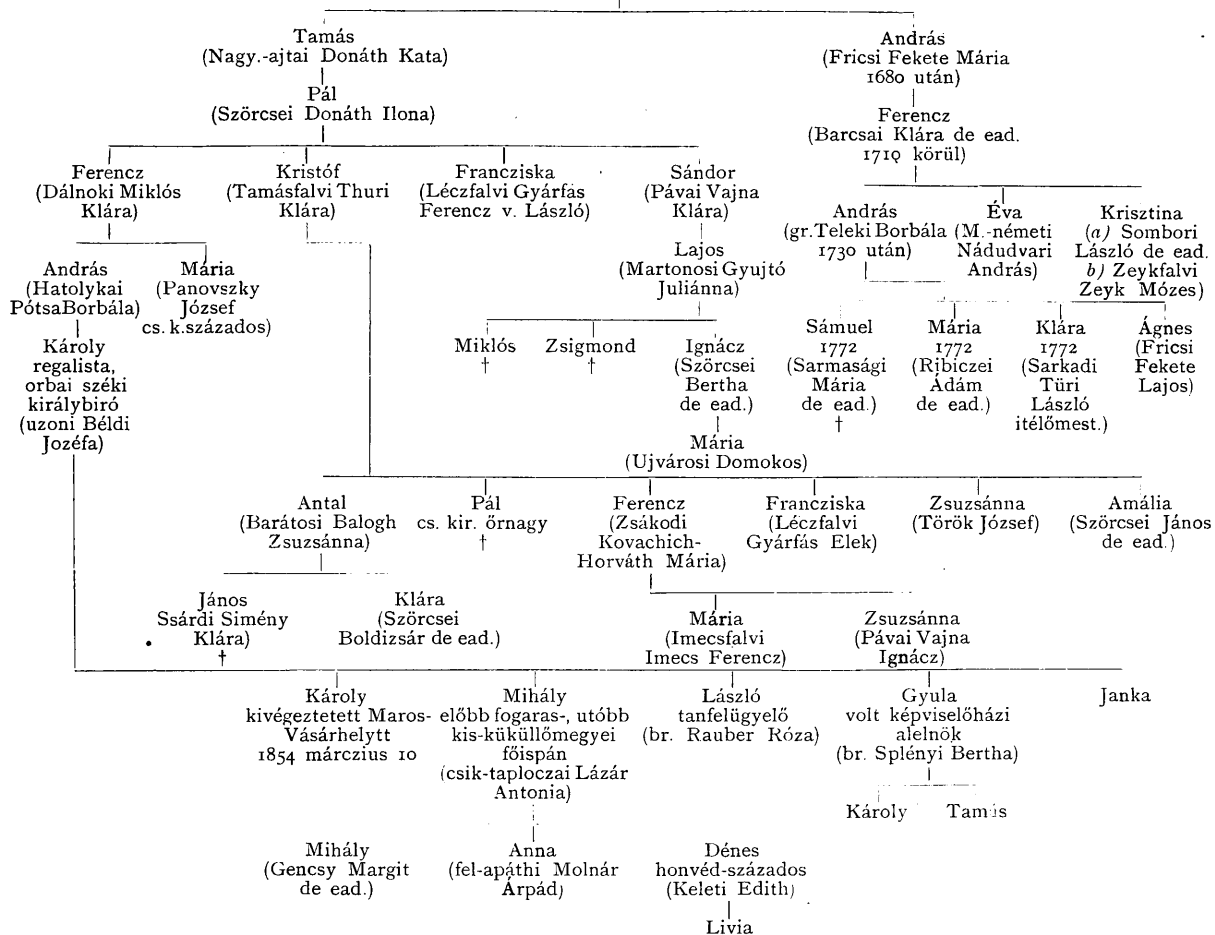 Tamás
(Nagy.-ajtai Donáth Kata)
András
(Fricsi Fekete Mária
1680 után)
Pál
(Szörcsei Donáth Ilona)
Ferencz
(Barcsai Klára de ead.
1719 körül)
Ferencz
(Dálnoki Miklós
Klára)
Kristóf
(Tamásfalvi Thuri
Klára)
Francziska
(Léczfalvi Gyárfás
Ferencz v. László)
Sándor
(Pávai Vajna
Klára)
András
(gr. Teleki Borbála
1730 után)
Éva
(M.-németi
Nádudvari
András)
Krisztina
(a) Sombori
László de ead.
b) Zeykfalvi
Zeyk Mózes)
András
(Hatolykai
PótsaBorbála)
Mária
(Panovszky
József
cs. k.százados)
Lajos
(Martonosi Gyujtó
Juliánna)
Károly
regalista,
orbai széki
királybiró
(uzoni Béldi
Jozéfa)
Miklós
†
Zsigmond
†
Ignácz
(Szörcsei
Bertha
de ead.)
Sámuel
1772
(Sarmasági
Mária
de ead.)
†
Mária
1772
(Ribiczei
Ádám
de ead.)
Klára
1772
(Sarkadi
Türi
László
itélőmest.)
Ágnes
(Fricsi
Fekete
Lajos)
Mária
(Ujvárosi Domokos)
Antal
(Barátosi Balogh
Zsuzsánna)
Pál
cs. kir. őrnagy
†
Ferencz
(Zsákodi
Kovachich-
Horváth Mária)
Francziska
(Léczfalvi
Gyárfás Elek)
Zsuzsánna
(Török József)
Amália
(Szörcsei János
de ead.)
János
Ssárdi Simény
Klára)
†
Klára
(Szörcsei
Boldizsár de ead.)
Mária
(Imecsfalvi
Imecs Ferencz)
Zsuzsánna
(Pávai Vajna
Ignácz)
Károly
kivégeztetett Maros-
Vásárhelytt
1854 márczius 10
Mihály
előbb fogaras-, utóbb
kis-küküllőmegyei
főispán
(csik-taploczai Lázár
Antonia)
László
tanfelügyelő
(br. Rauber Róza)
Gyula
volt képviselőházi
alelnök
(br. Splényi Bertha)
Janka
Károly
Tamás
Mihály
(Gencsy Margit
de ead.)
Anna
(fel-apáthi Molnár
Árpád)
Dénes
honvéd-százados
(Keleti Edith)
Livia